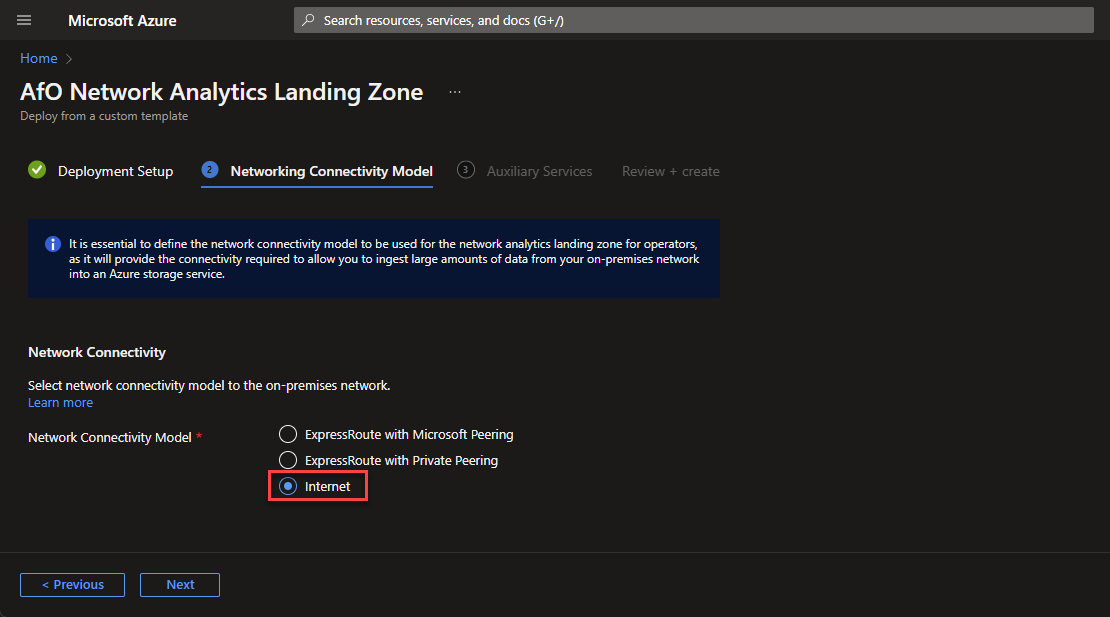 Microsoft Azure
Search resources, services, and docs (G+/)
Home
AfO Network Analytics Landing Zone ...
Deploy from a custom template
Deployment Setup
2 Networking Connectivity Model
3 Auxiliary Services
Review + create
It is essential to define the network connectivity model to be used for the network analytics landing zone for operators,
as it will provide the connectivity required to allow you to ingest large amounts of data from your on-premises network
into an Azure storage service.
Network Connectivity
Select network connectivity model to the on-premises network.
Learn more
Network Connectivity Model *
ExpressRoute with Microsoft Peering
ExpressRoute with Private Peering
Internet
< Previous
Next